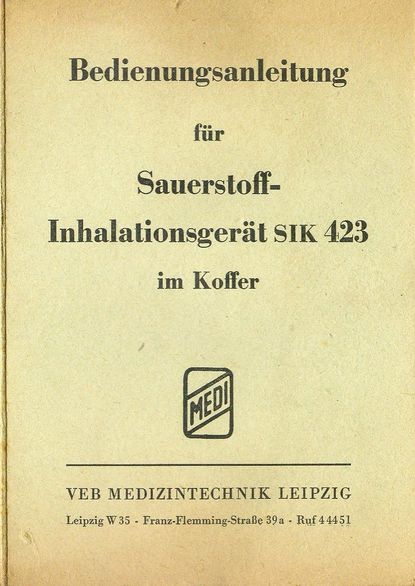 Bedienungsanleitung
für
Sauerstoff-
Inhalationsgerät SIK 423
im Koffer
MEDI
VEB MEDIZINTECHNIK LEIPZIG
Leipzig W 35 - Franz-Flemming-Straße 39a - Ruf 44451